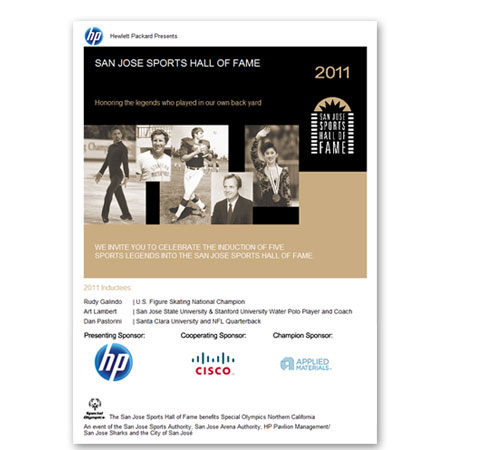 hp Hewlett Packard Presents
SAN JOSE SPORTS HALL OF FAME
2011
Honoring the legends who played in our own back yard
SAN JOSE
SPORTS
HALL OF
FAME
WE INVITE YOU TO CELEBRATE THE INDUCTION OF FIVE
SPORTS LEGENDS INTO THE SAN JOSE SPORTS HALL OF FAME.
2011 Inductees
Rudy Galindo | U.S. Figure Skating National Champion
Art Lambert | San Jose State University & Stanford University Water Polo Player and Coach
Dan Pastorini | Santa Clara University and NFL Quarterback
Presenting Sponsor: Cooperating Sponsor: Champion Sponsor:
hp CISCO. APPLIED
MATERIALS
Special
Olympics The San Jose Sports Hall of Fame benefits Special Olympics Northern California
An event of the San Jose Sports Authority, San Jose Arena Authority, HP Pavilion Management/
San Jose Sharks and the City of San José